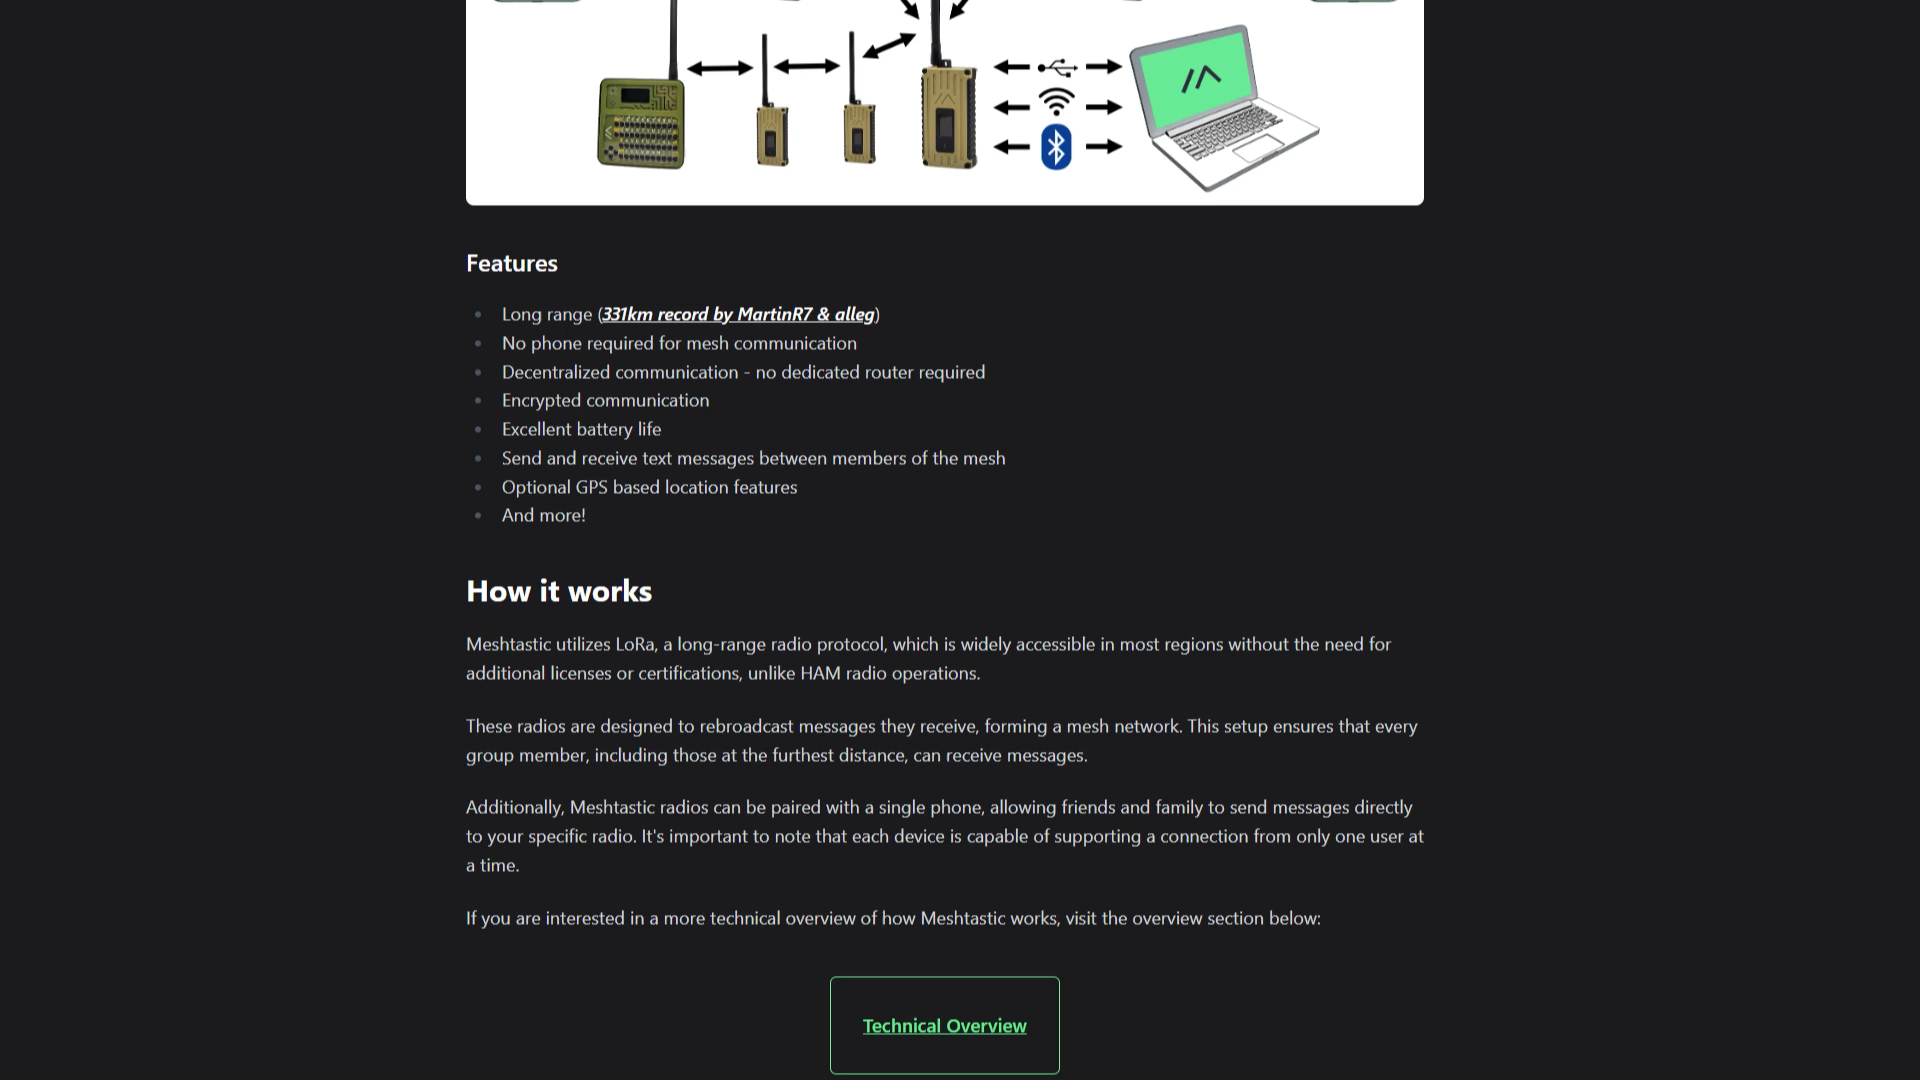 Features
Long range (331km record by MartinR7 & alleg)
No phone required for mesh communication
Decentralized communication - no dedicated router required
Encrypted communication
Excellent battery life
Send and receive text messages between members of the mesh
Optional GPS based location features
And more!
How it works
Meshtastic utilizes LoRa, a long-range radio protocol, which is widely accessible in most regions without the need for
additional licenses or certifications, unlike HAM radio operations.
These radios are designed to rebroadcast messages they receive, forming a mesh network. This setup ensures that every
group member, including those at the furthest distance, can receive messages.
Additionally, Meshtastic radios can be paired with a single phone, allowing friends and family to send messages directly
to your specific radio. It's important to note that each device is capable of supporting a connection from only one user at
a time.
If you are interested in a more technical overview of how Meshtastic works, visit the overview section below:
Technical Overview